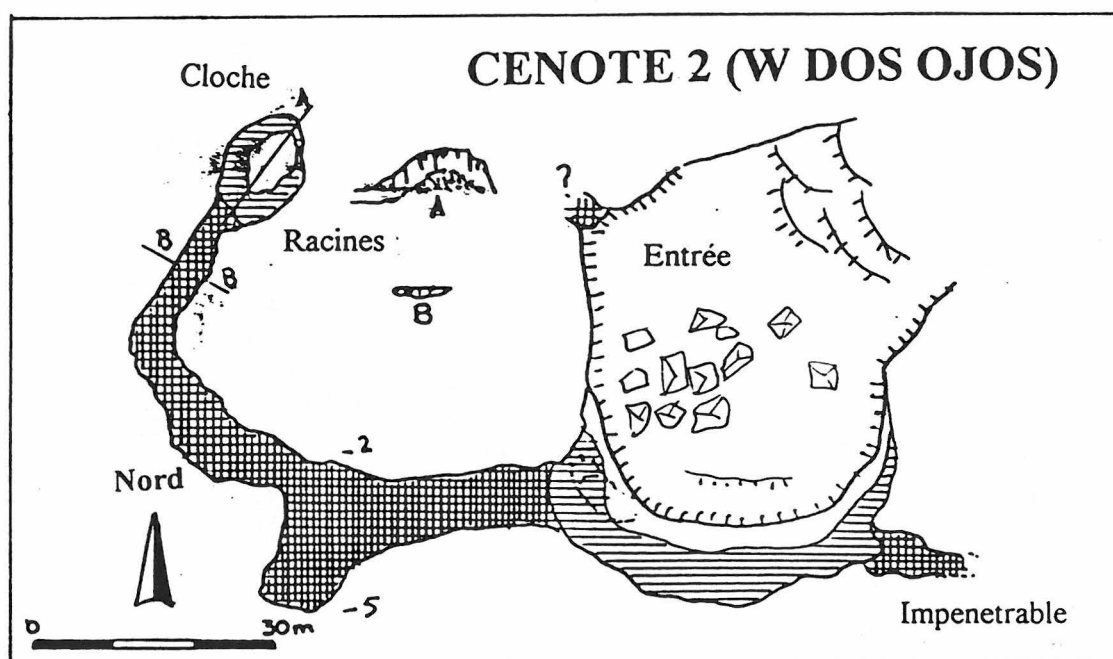 CENOTE 2 (W DOS OJOS)
Cloche
A
?
A
Racines
Entrée
B
B
B
-2
Nord
-5
0
30m
Impenetrable